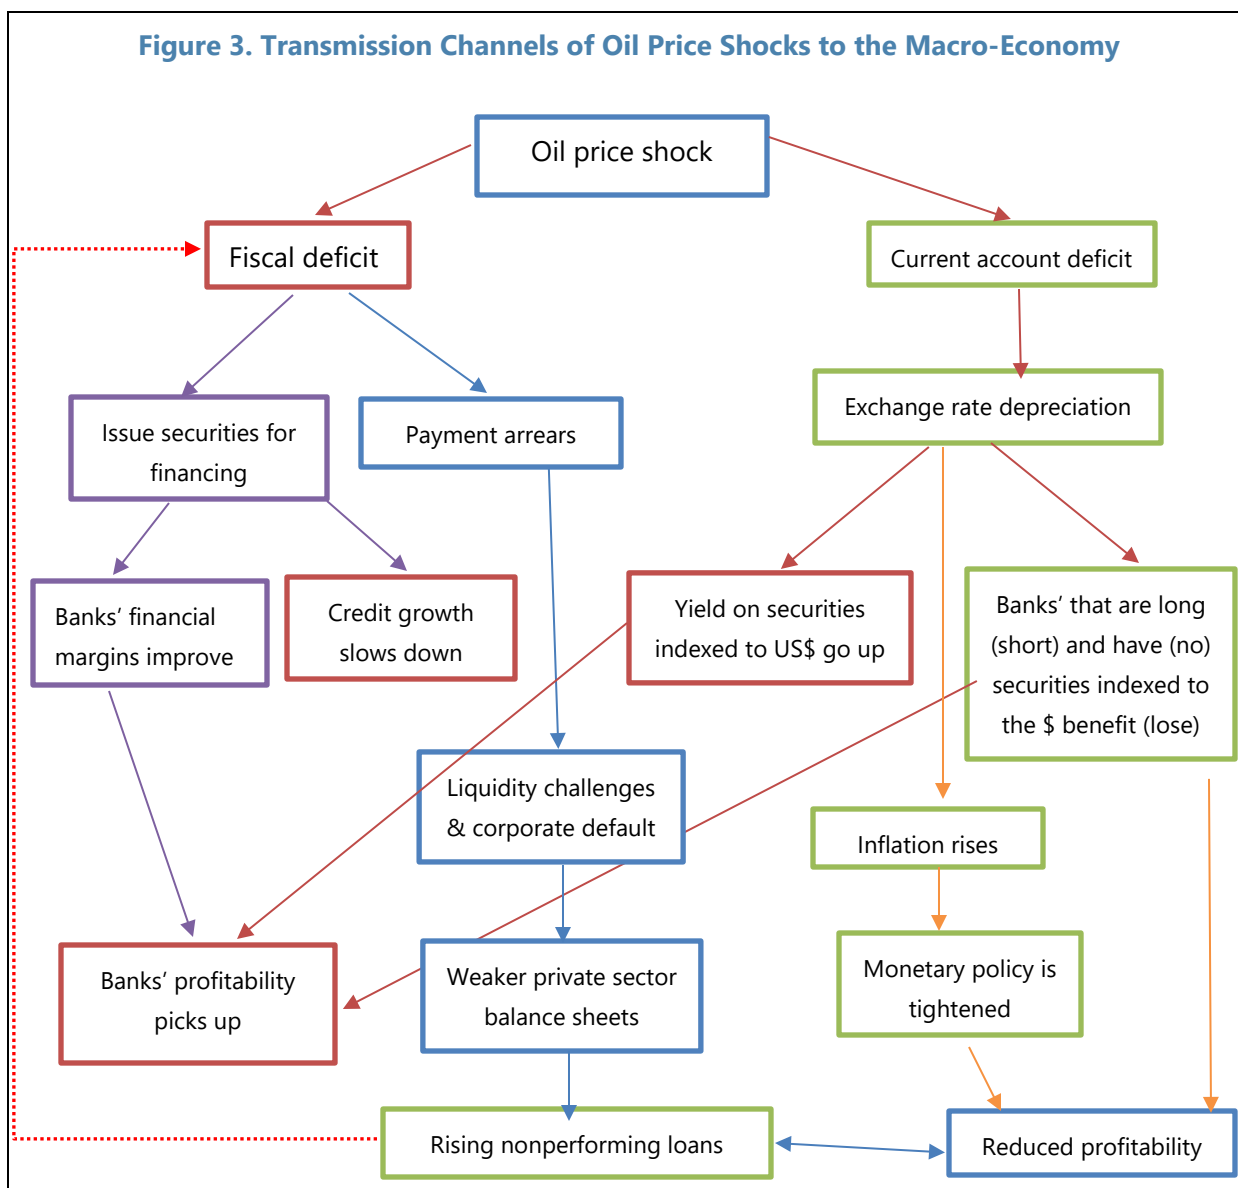 Figure 3. Transmission Channels of Oil Price Shocks to the Macro-Economy
Oil price shock
Fiscal deficit
Current account deficit
Issue securities for
financing
Payment arrears
Exchange rate depreciation
Banks’ financial
margins improve
Credit growth
slows down
Yield on securities
indexed to US$ go up
Banks’ that are long
(short) and have (no)
securities indexed to
the $ benefit (lose)
Liquidity challenges
& corporate default
Inflation rises
Banks’ profitability
picks up
Weaker private sector
balance sheets
Monetary policy is
tightened
Rising nonperforming loans
Reduced profitability